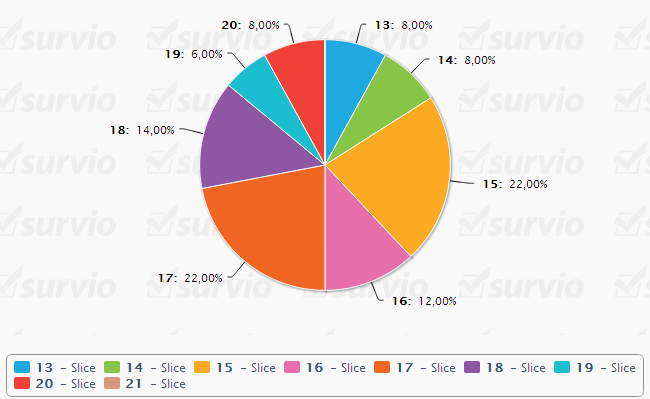 20: 8,00%
13: 8,00%
19: 6,00%
14: 8,00%
18: 14,00%
15: 22,00%
17: 22,00%
16: 12,00%
13 - Slice 14 - Slice 15 - Slice 16 - Slice 17 - Slice 18 - Slice 19 - Slice
20 - Slice 21 - Slice
survio